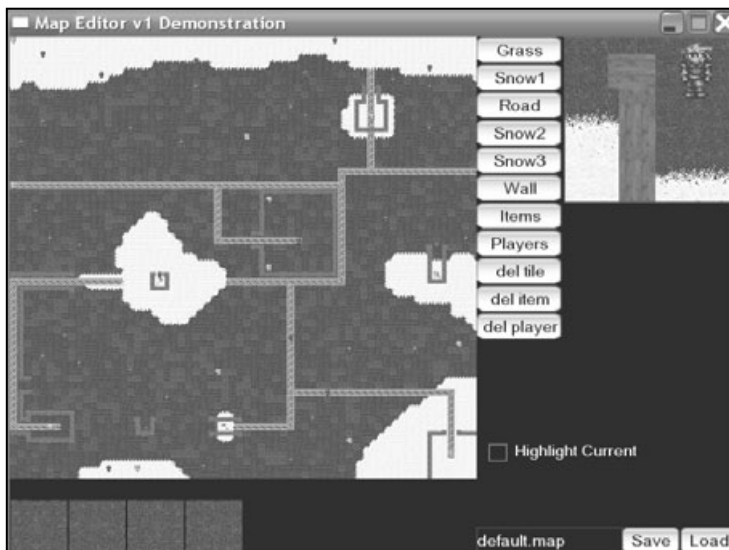 Map Editor v1 Demonstration
Grass
Snow1
Road
Snow2
Snow3
Wall
Items
Players
del tile
del item
del player
Highlight Current
default.map
Save
Load